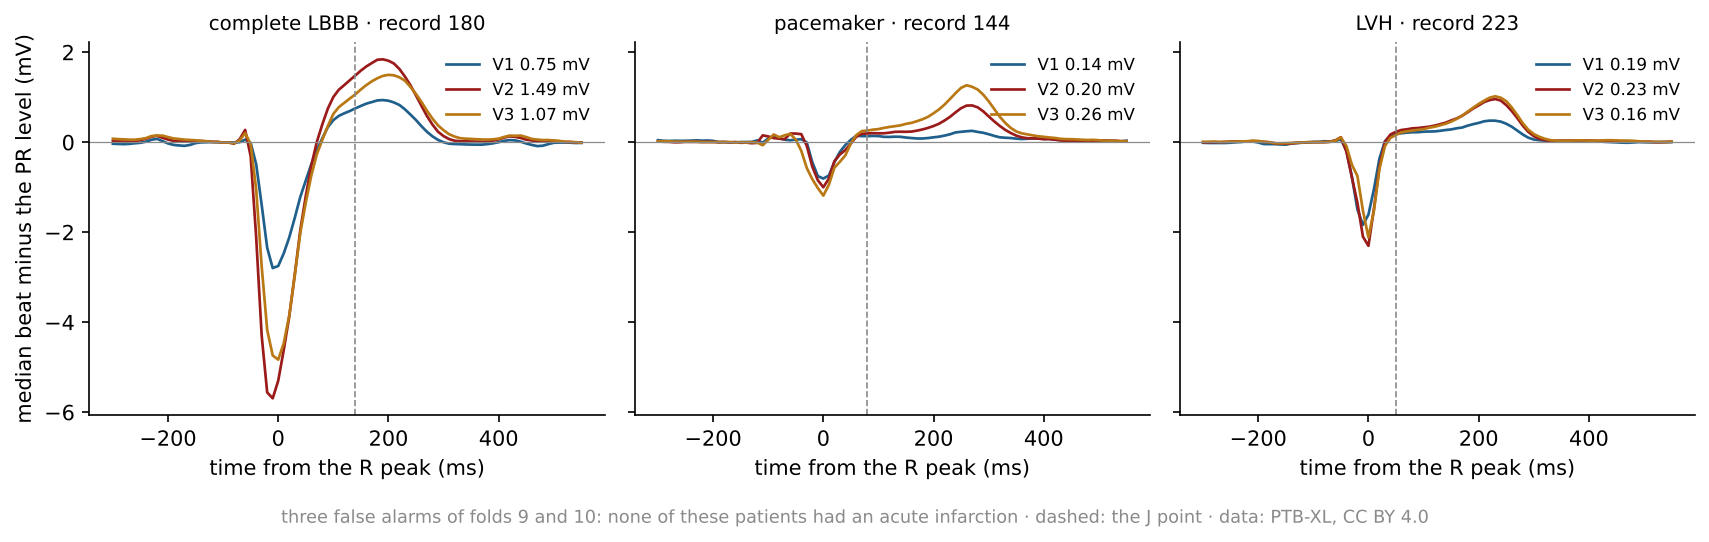 complete LBBB · record 180
pacemaker · record 144
LVH · record 223
median beat minus the PR level (mV)
2
0
−2
−4
−6
V1 0.75 mV
V2 1.49 mV
V3 1.07 mV
V1 0.14 mV
V2 0.20 mV
V3 0.26 mV
V1 0.19 mV
V2 0.23 mV
V3 0.16 mV
−200 0 200 400
−200 0 200 400
−200 0 200 400
time from the R peak (ms)
time from the R peak (ms)
time from the R peak (ms)
three false alarms of folds 9 and 10: none of these patients had an acute infarction · dashed: the J point · data: PTB-XL, CC BY 4.0